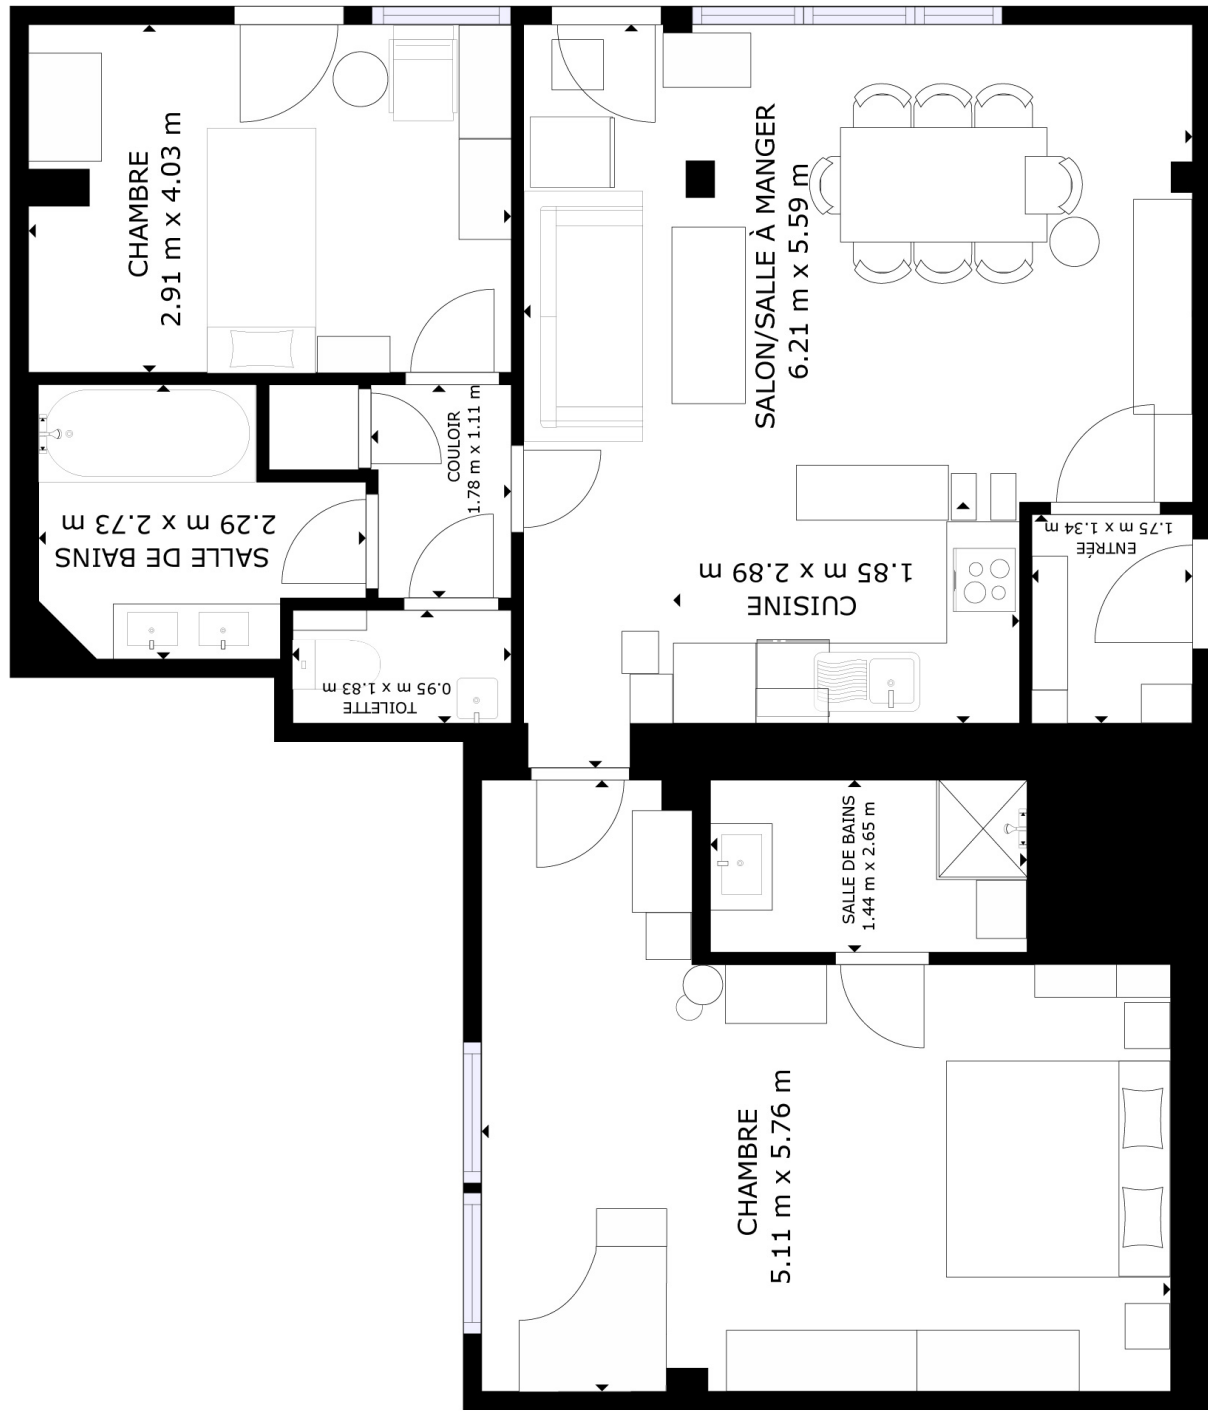 CHAMBRE
2.91 m x 4.03 m
SALON/SALLE À MANGER
6.21 m x 5.59 m
COULOIR
1.78 m x 1.11 m
SALLE DE BAINS
2.29 m x 2.73 m
CUISINE
1.85 m x 2.89 m
ENTRÉE
1.75 m x 1.34 m
TOILETTE
0.95 m x 1.83 m
SALLE DE BAINS
1.44 m x 2.65 m
CHAMBRE
5.11 m x 5.76 m